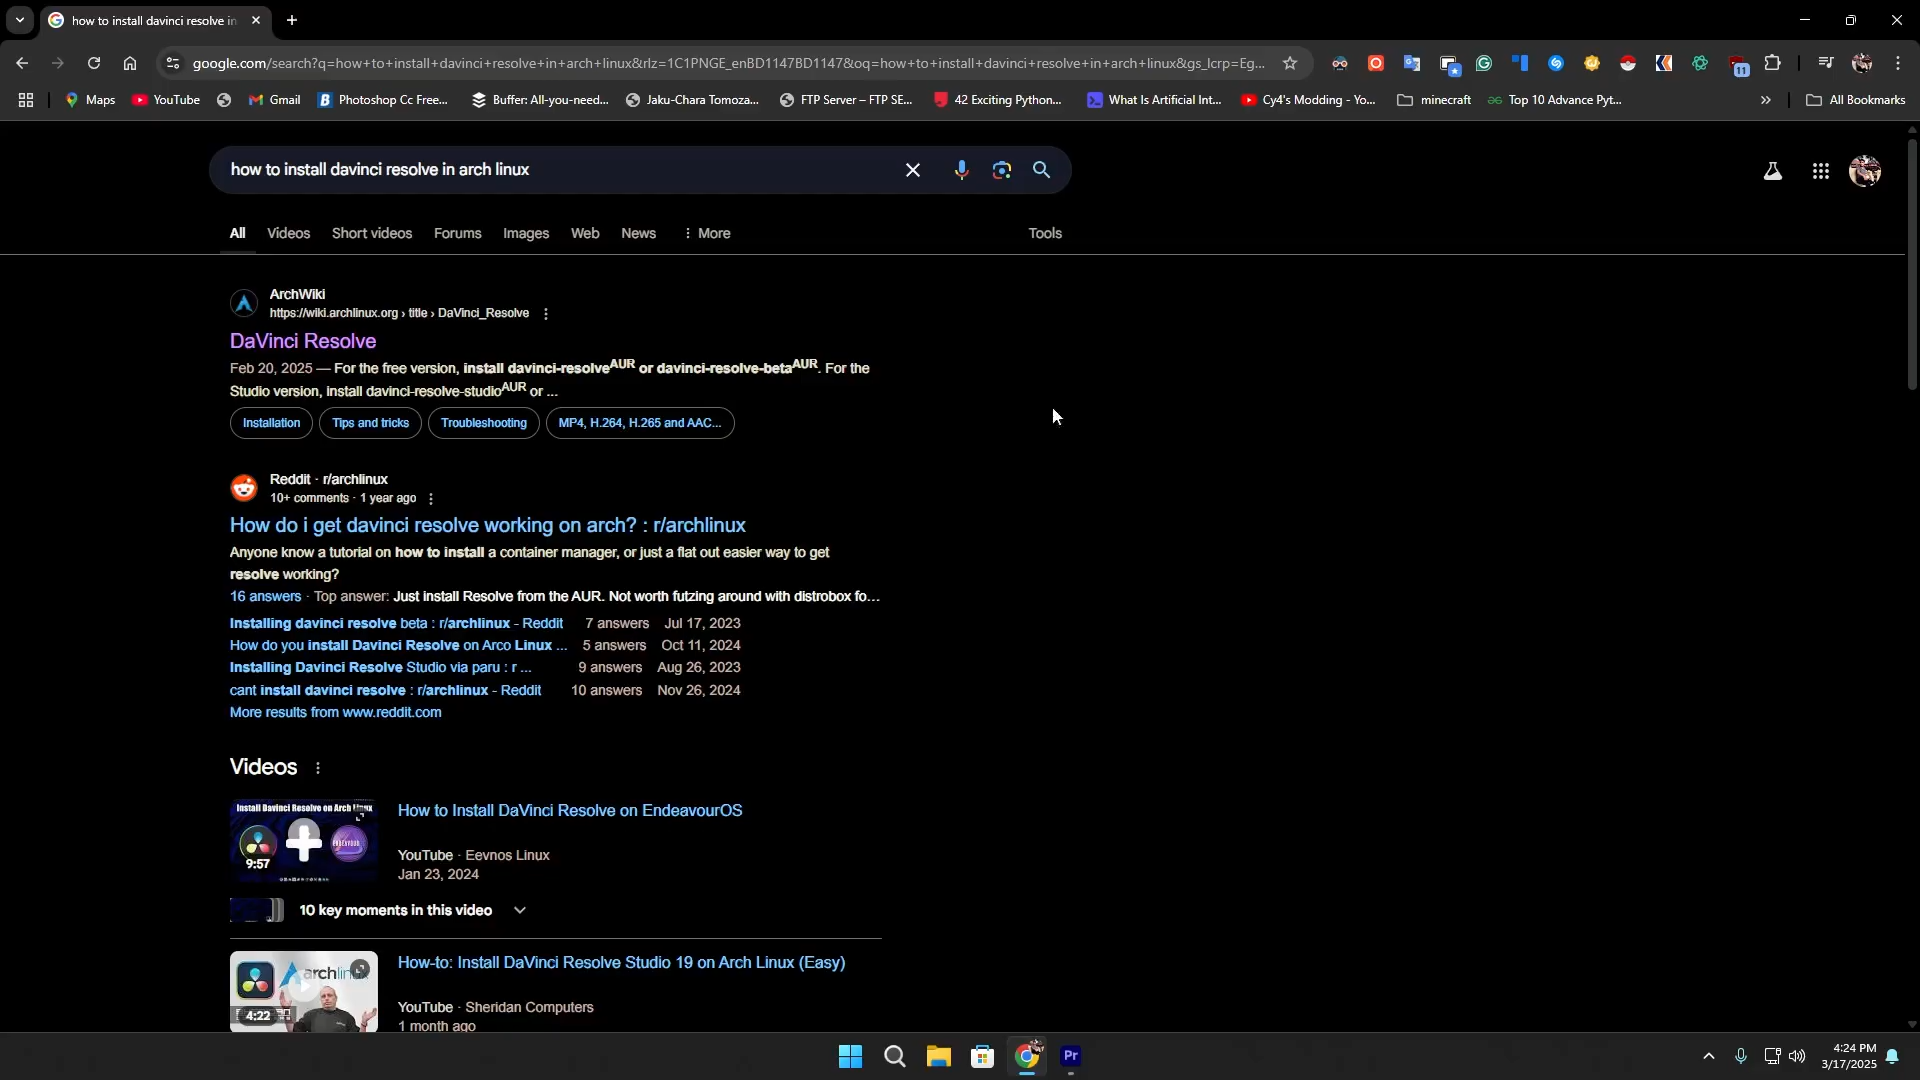 how to install davinci resolve in
google.com/search?q=how+to+install+davinci+resolve+in+arch+linux&rlz=1C1PNGE_enBD1147BD1147&oq=how+to+install+davinci+resolve+in+arch+linux&gs_lcrp=Eg...
11
Maps
YouTube
Gmail
Photoshop Cc Free...
Buffer: All-you-need...
Jaku-Chara Tomoza...
FTP Server – FTP SE...
42 Exciting Python...
What Is Artificial Int...
Cy4's Modding - Yo...
minecraft
Top 10 Advance Pyt...
All Bookmarks
how to install davinci resolve in arch linux
All Videos Short videos Forums Images Web News More Tools
ArchWiki
https://wiki.archlinux.org › title › DaVinci_Resolve
DaVinci Resolve
Feb 20, 2025 — For the free version, install davinci-resolveAUR or davinci-resolve-betaAUR. For the
Studio version, install davinci-resolve-studioAUR or ...
Installation Tips and tricks Troubleshooting MP4, H.264, H.265 and AAC...
Reddit · r/archlinux
10+ comments · 1 year ago
How do i get davinci resolve working on arch? : r/archlinux
Anyone know a tutorial on how to install a container manager, or just a flat out easier way to get
resolve working?
16 answers · Top answer: Just install Resolve from the AUR. Not worth futzing around with distrobox fo...
Installing davinci resolve beta : r/archlinux - Reddit 7 answers Jul 17, 2023
How do you install Davinci Resolve on Arco Linux ... 5 answers Oct 11, 2024
Installing Davinci Resolve Studio via paru : r ... 9 answers Aug 26, 2023
cant install davinci resolve : r/archlinux - Reddit 10 answers Nov 26, 2024
More results from www.reddit.com
Videos
Install Davinci Resolve on Arch Linux
ENDEAVOUR
9:57
How to Install DaVinci Resolve on EndeavourOS
YouTube · Eevnos Linux
Jan 23, 2024
10 key moments in this video
archlinux
4:22
How-to: Install DaVinci Resolve Studio 19 on Arch Linux (Easy)
YouTube · Sheridan Computers
1 month ago
Pr
4:24 PM
3/17/2025